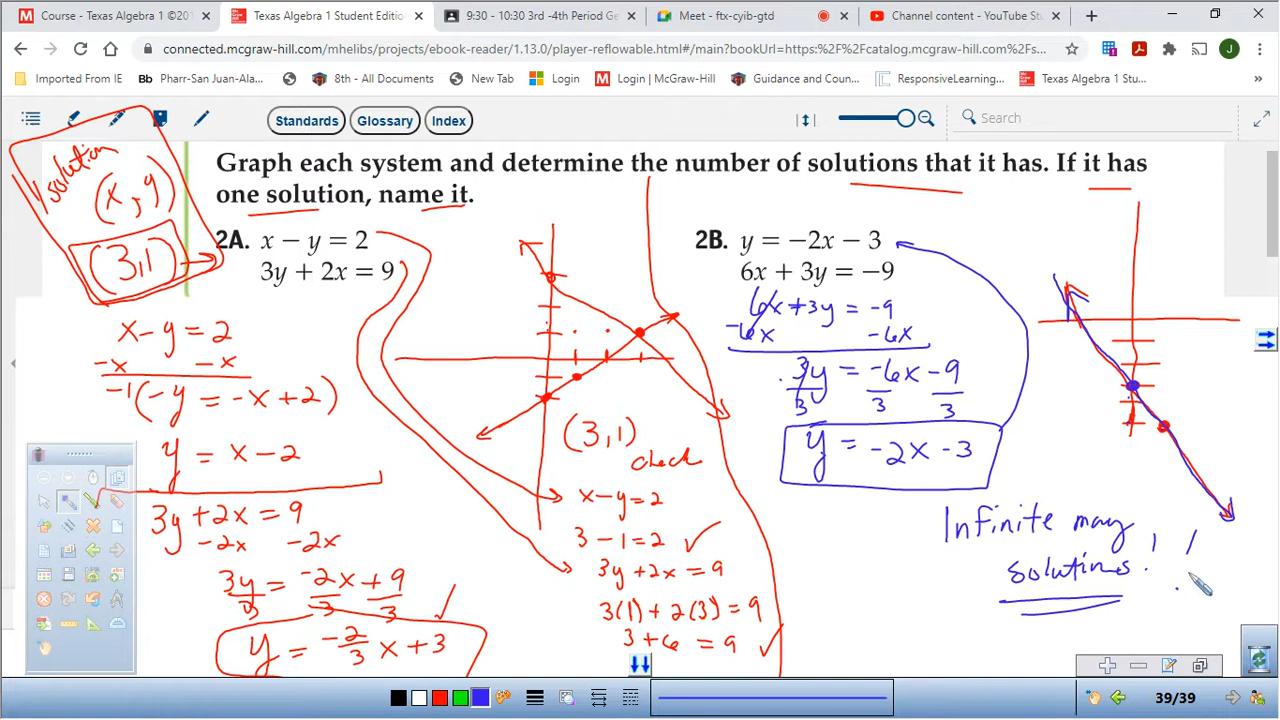 Course - Texas Algebra 1 ©201
Texas Algebra 1 Student Edition
9:30 - 10:30 3rd -4th Period Ge
Meet - ftx-cyib-gtd
Channel content - YouTube Stu
connected.mcgraw-hill.com/mhelibs/projects/ebook-reader/1.13.0/player-reflowable.html#/main?bookUrl=https:%2F%2Fcatalog.mcgraw-hill.com%2Fs...
J
Imported From IE
Bb Pharr-San Juan-Ala...
8th - All Documents
New Tab
Login
Login | McGraw-Hill
Guidance and Coun...
ResponsiveLearning...
Texas Algebra 1 Stu...
Standards
Glossary
Index
Search
Graph each system and determine the number of solutions that it has. If it has
one solution, name it.
solution
(x, y)
(3,1)
2A. x − y = 2
3y + 2x = 9
x-y=2
-x -x
-1(-y = -x +2)
y = x-2
3y+2x=9
-2x -2x
3y = -2x + 9
3 3 3
y = -2/3 x + 3
(3,1)
check
x-y=2
3-1=2 ✓
3y+2x=9
3(1)+2(3)=9
3+6=9 ✓
2B. y = −2x − 3
6x + 3y = −9
6x+3y = -9
-6x -6x
3y = -6x -9
3 3 3
y = -2x -3
Infinite may
solutions!
39/39